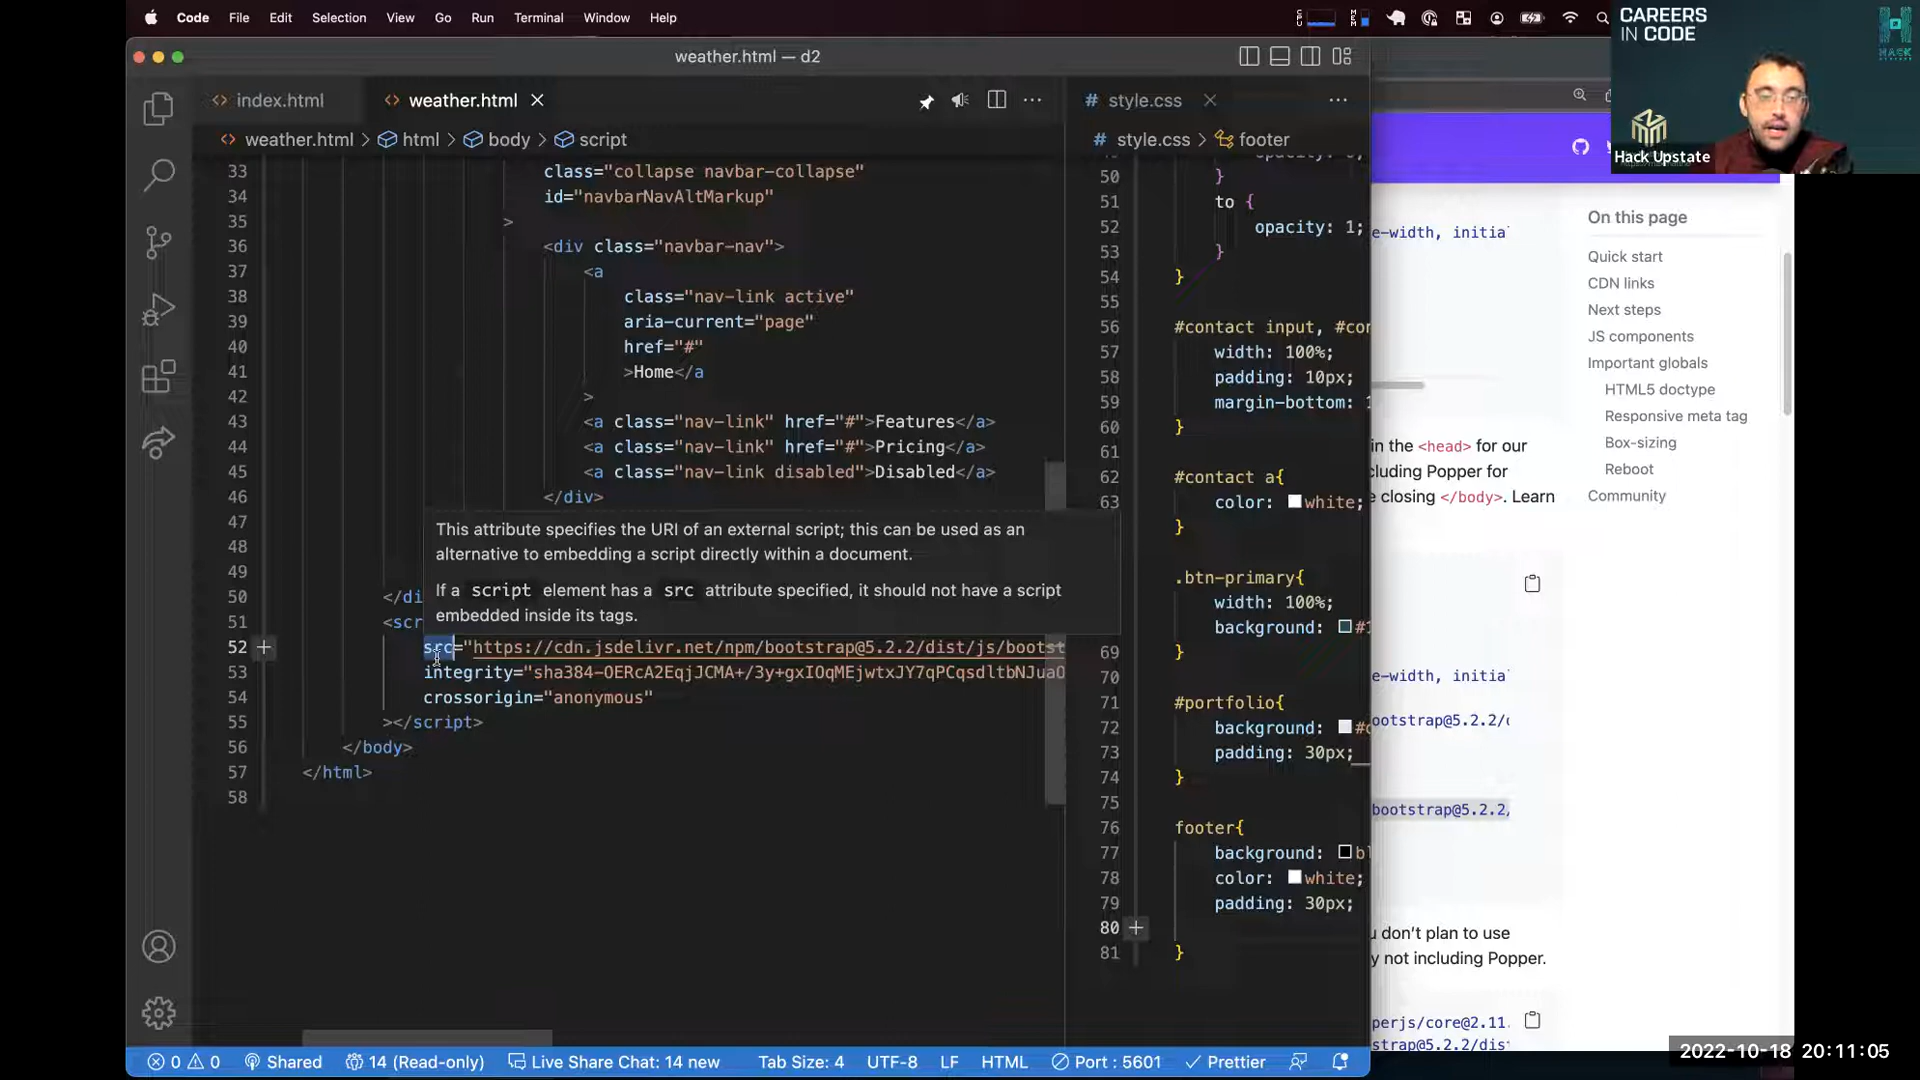 Code File Edit Selection View Go Run Terminal Window Help
CAREERS
IN CODE
HACK
Hack Upstate
weather.html — d2
index.html
weather.html
style.css
weather.html > html > body > script
style.css > footer
33 class="collapse navbar-collapse"
34 id="navbarNavAltMarkup"
35 >
36 <div class="navbar-nav">
37 <a
38 class="nav-link active"
39 aria-current="page"
40 href="#"
41 >Home</a
42 >
43 <a class="nav-link" href="#">Features</a>
44 <a class="nav-link" href="#">Pricing</a>
45 <a class="nav-link disabled">Disabled</a>
46 </div>
47
48
49
50 </di
51 <scr
This attribute specifies the URI of an external script; this can be used as an
alternative to embedding a script directly within a document.
If a script element has a src attribute specified, it should not have a script
embedded inside its tags.
52 src="https://cdn.jsdelivr.net/npm/bootstrap@5.2.2/dist/js/bootst
53 integrity="sha384-OERcA2EqjJCMA+/3y+gxIOqMEjwtxJY7qPCqsdltbNJuaO
54 crossorigin="anonymous"
55 ></script>
56 </body>
57 </html>
58
50 }
51 to {
52 opacity: 1;
53 }
54 }
55
56 #contact input, #con
57 width: 100%;
58 padding: 10px;
59 margin-bottom: 1
60 }
61
62 #contact a{
63 color: white;
}
.btn-primary{
width: 100%;
background: #1
69 }
70
71 #portfolio{
72 background: #c
73 padding: 30px;
74 }
75
76 footer{
77 background: bl
78 color: white;
79 padding: 30px;
80
81 }
e-width, initia
in the <head> for our
cluding Popper for
e closing </body>. Learn
e-width, initia
bootstrap@5.2.2/
bootstrap@5.2.2/
u don't plan to use
y not including Popper.
perjs/core@2.11.
bootstrap@5.2.2/dist
On this page
Quick start
CDN links
Next steps
JS components
Important globals
HTML5 doctype
Responsive meta tag
Box-sizing
Reboot
Community
0 0 Shared 14 (Read-only) Live Share Chat: 14 new Tab Size: 4 UTF-8 LF HTML Port : 5601 Prettier
2022-10-18 20:11:05